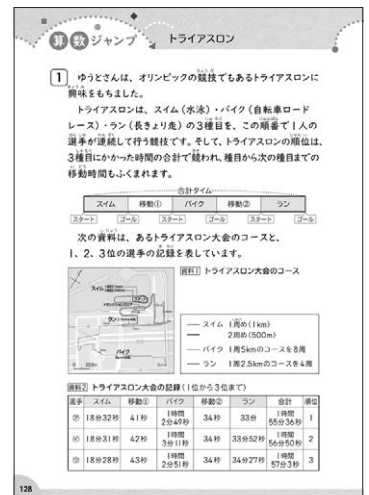 算数ジャンプ トライアスロン
1 ゆうとさんは、オリンピックの競技でもあるトライアスロンに
興味をもちました。
トライアスロンは、スイム(水泳)・バイク(自転車ロード
レース)・ラン(長きょり走)の3種目を、この順番で1人の
選手が連続して行う競技です。そして、トライアスロンの順位は、
3種目にかかった時間の合計で競われ、種目から次の種目までの
移動時間もふくまれます。
合計タイム
スイム 移動① バイク 移動② ラン
スタート ゴール スタート ゴール スタート ゴール
次の資料は、あるトライアスロン大会のコースと、
1、2、3位の選手の記録を表しています。
資料1 トライアスロン大会のコース
スイム
スタート
ラン
バイク
スイム 1周め(1km)
2周め(500m)
バイク 1周5kmのコースを8周
ラン 1周2.5kmのコースを4周
資料2 トライアスロン大会の記録(1位から3位まで)
選手 スイム 移動① バイク 移動② ラン 合計 順位
㋐ 18分32秒 41秒 1時間2分49秒 34秒 33分 1時間55分36秒 1
㋑ 18分31秒 42秒 1時間3分11秒 34秒 33分52秒 1時間56分50秒 2
㋒ 18分28秒 43秒 1時間2分51秒 34秒 34分27秒 1時間57分3秒 3
128